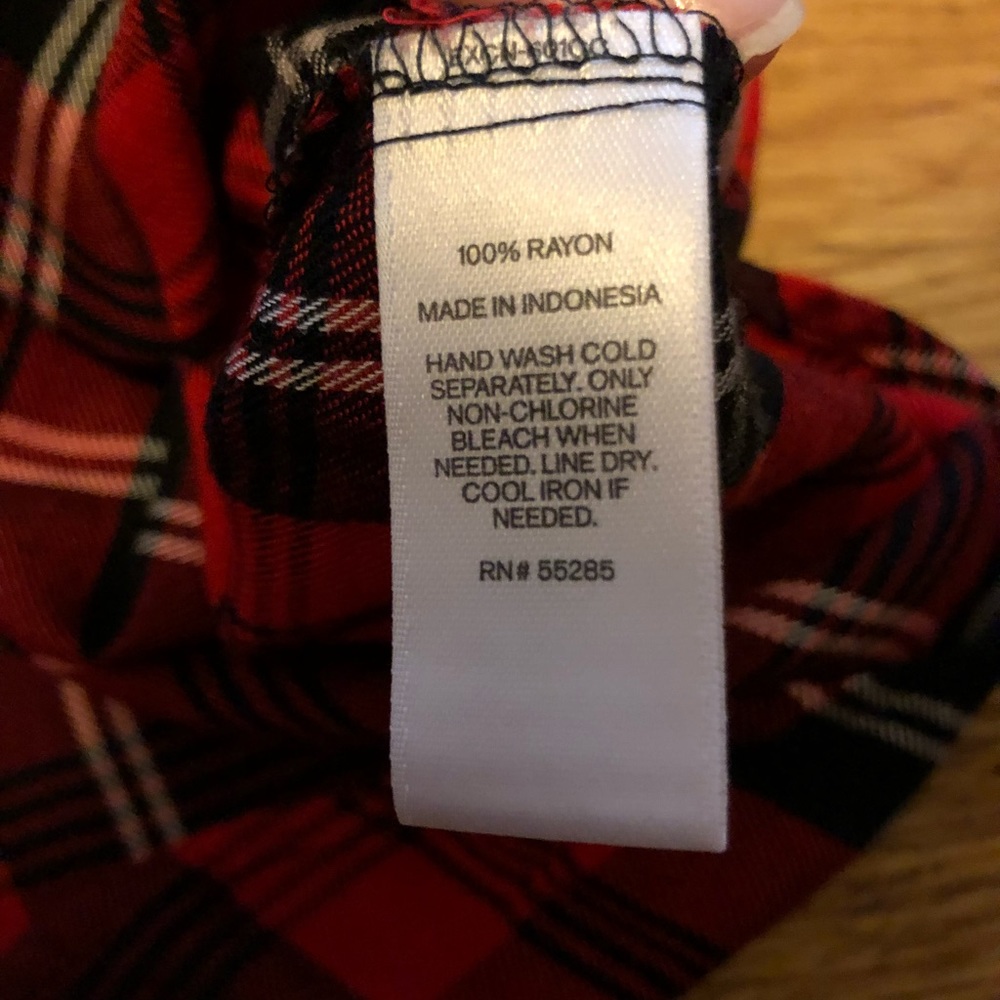 100% RAYON
MADE IN INDONESIA
HAND WASH COLD
SEPARATELY. ONLY
NON-CHLORINE
BLEACH WHEN
NEEDED. LINE DRY.
COOL IRON IF
NEEDED.
RN# 55285